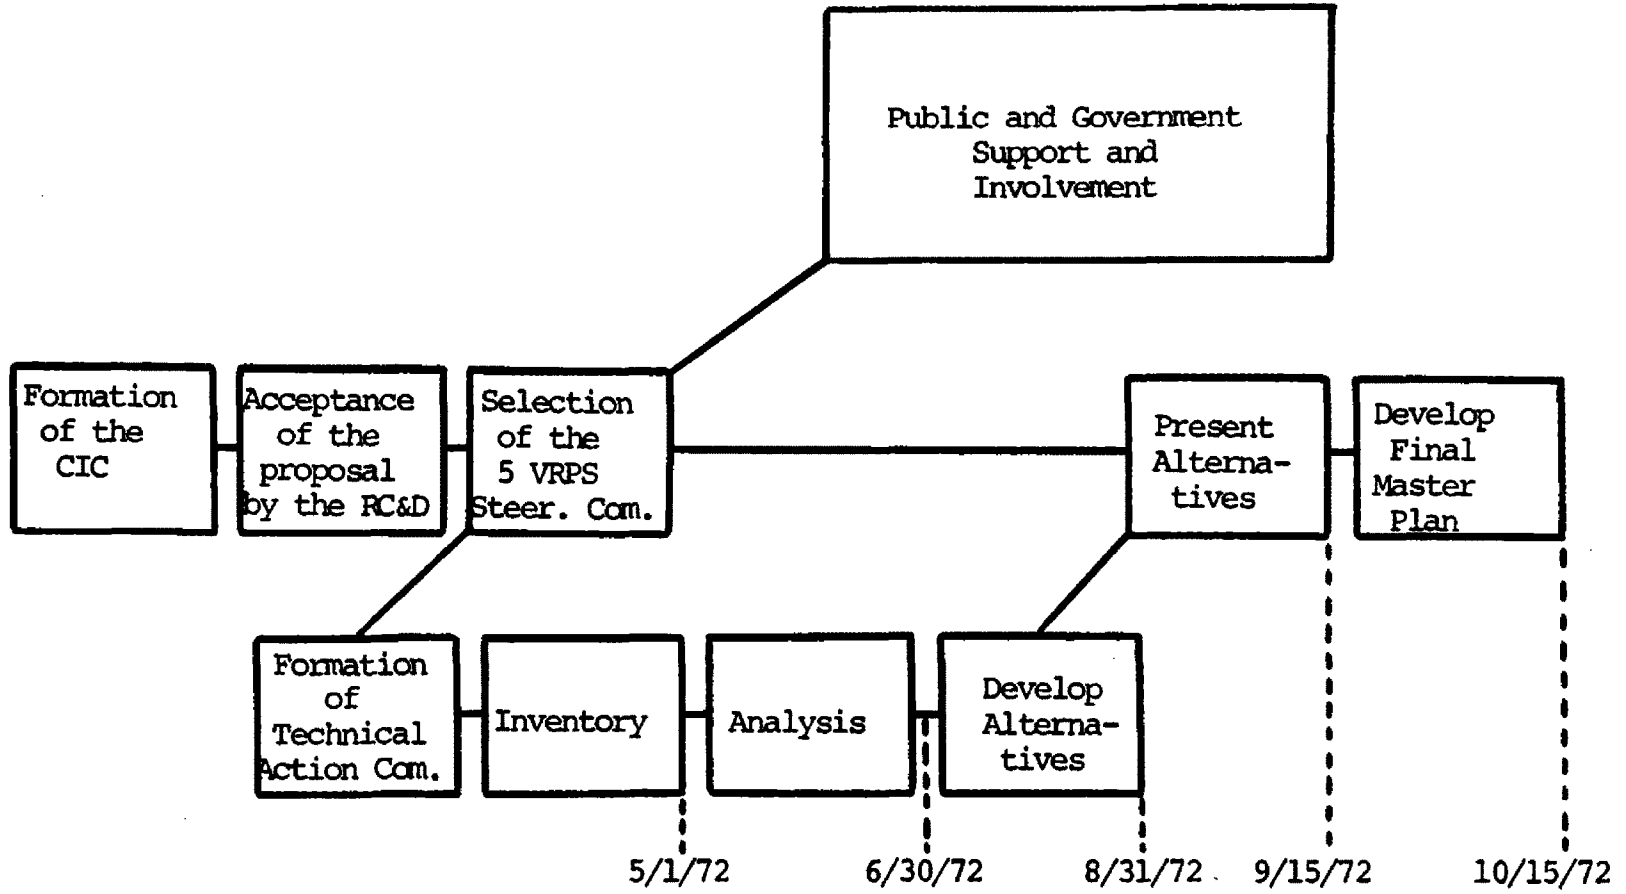 Public and Government
Support and
Involvement
Formation
of the
CIC
Acceptance
of the
proposal
by the RC&D
Selection
of the
5 VRPS
Steer. Com.
Present
Alterna-
tives
Develop
Final
Master
Plan
Formation
of
Technical
Action Com.
Inventory
Analysis
Develop
Alterna-
tives
5/1/72
6/30/72
8/31/72
9/15/72
10/15/72